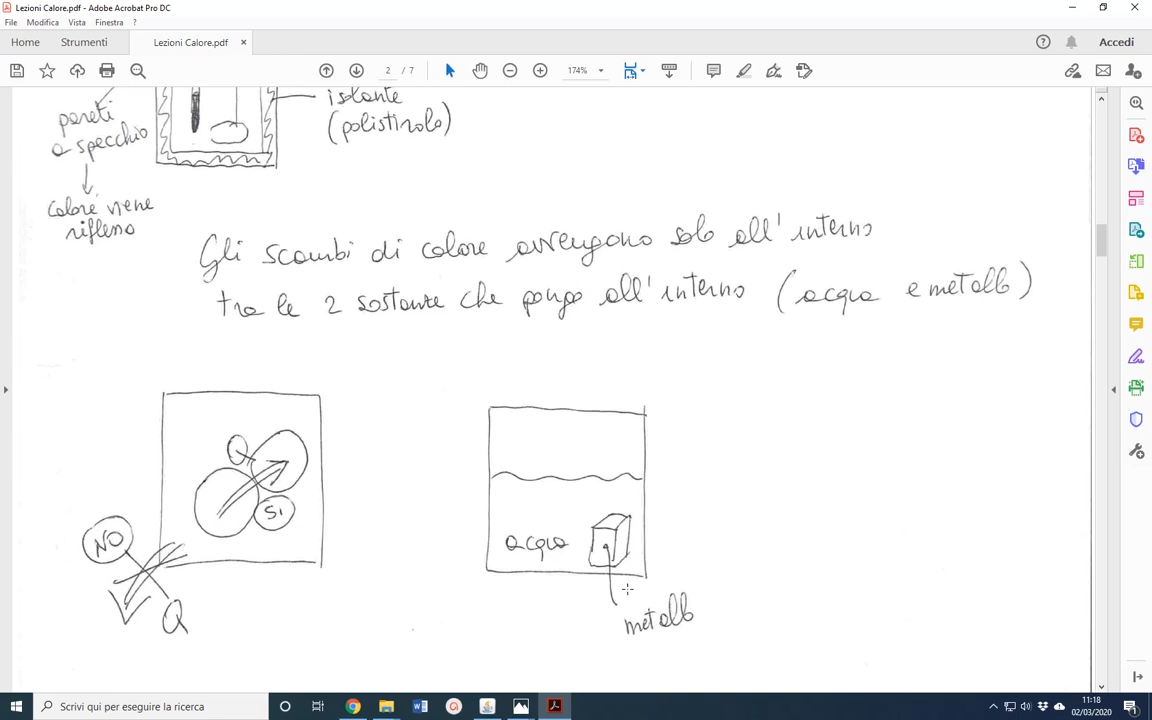 Lezioni Calore.pdf - Adobe Acrobat Pro DC
File Modifica Vista Finestra ?
Home Strumenti Lezioni Calore.pdf × Accedi
2 / 7 174%
isolante
(polistirolo)
pareti
a specchio
calore viene
riflesso
Gli scambi di calore avvengono solo all'interno
tra le 2 sostanze che pongo all'interno (acqua e metallo)
Q
SI
NO
Q
acqua
metallo
Scrivi qui per eseguire la ricerca
11:18
02/03/2020
1